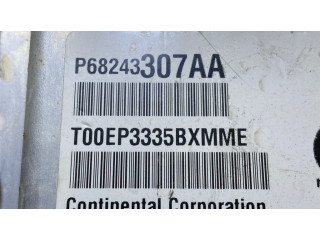 P68243307AA
T00EP3335BXMME
Continental Corporation